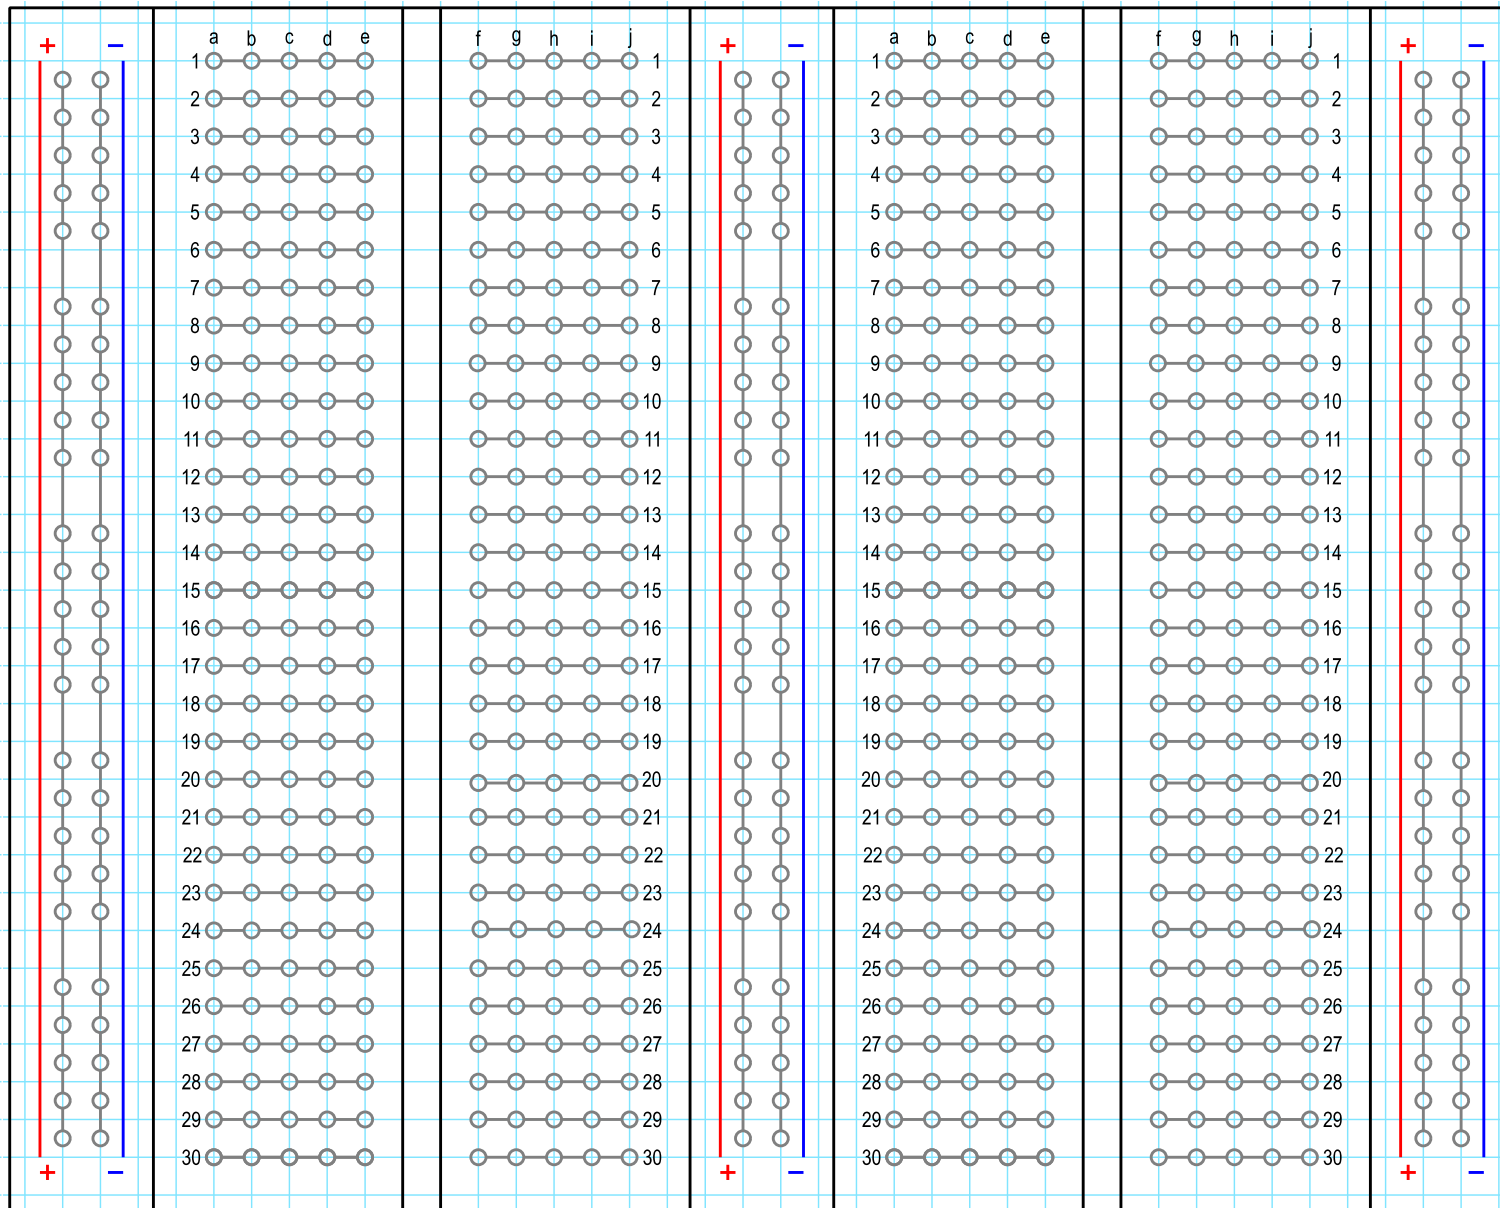 a b c d e f g h i j a b c d e f g h i j
+ − + − + −
1 1 1 1
2 2 2 2
3 3 3 3
4 4 4 4
5 5 5 5
6 6 6 6
7 7 7 7
8 8 8 8
9 9 9 9
10 10 10 10
11 11 11 11
12 12 12 12
13 13 13 13
14 14 14 14
15 15 15 15
16 16 16 16
17 17 17 17
18 18 18 18
19 19 19 19
20 20 20 20
21 21 21 21
22 22 22 22
23 23 23 23
24 24 24 24
25 25 25 25
26 26 26 26
27 27 27 27
28 28 28 28
29 29 29 29
30 30 30 30
+ − + − + −